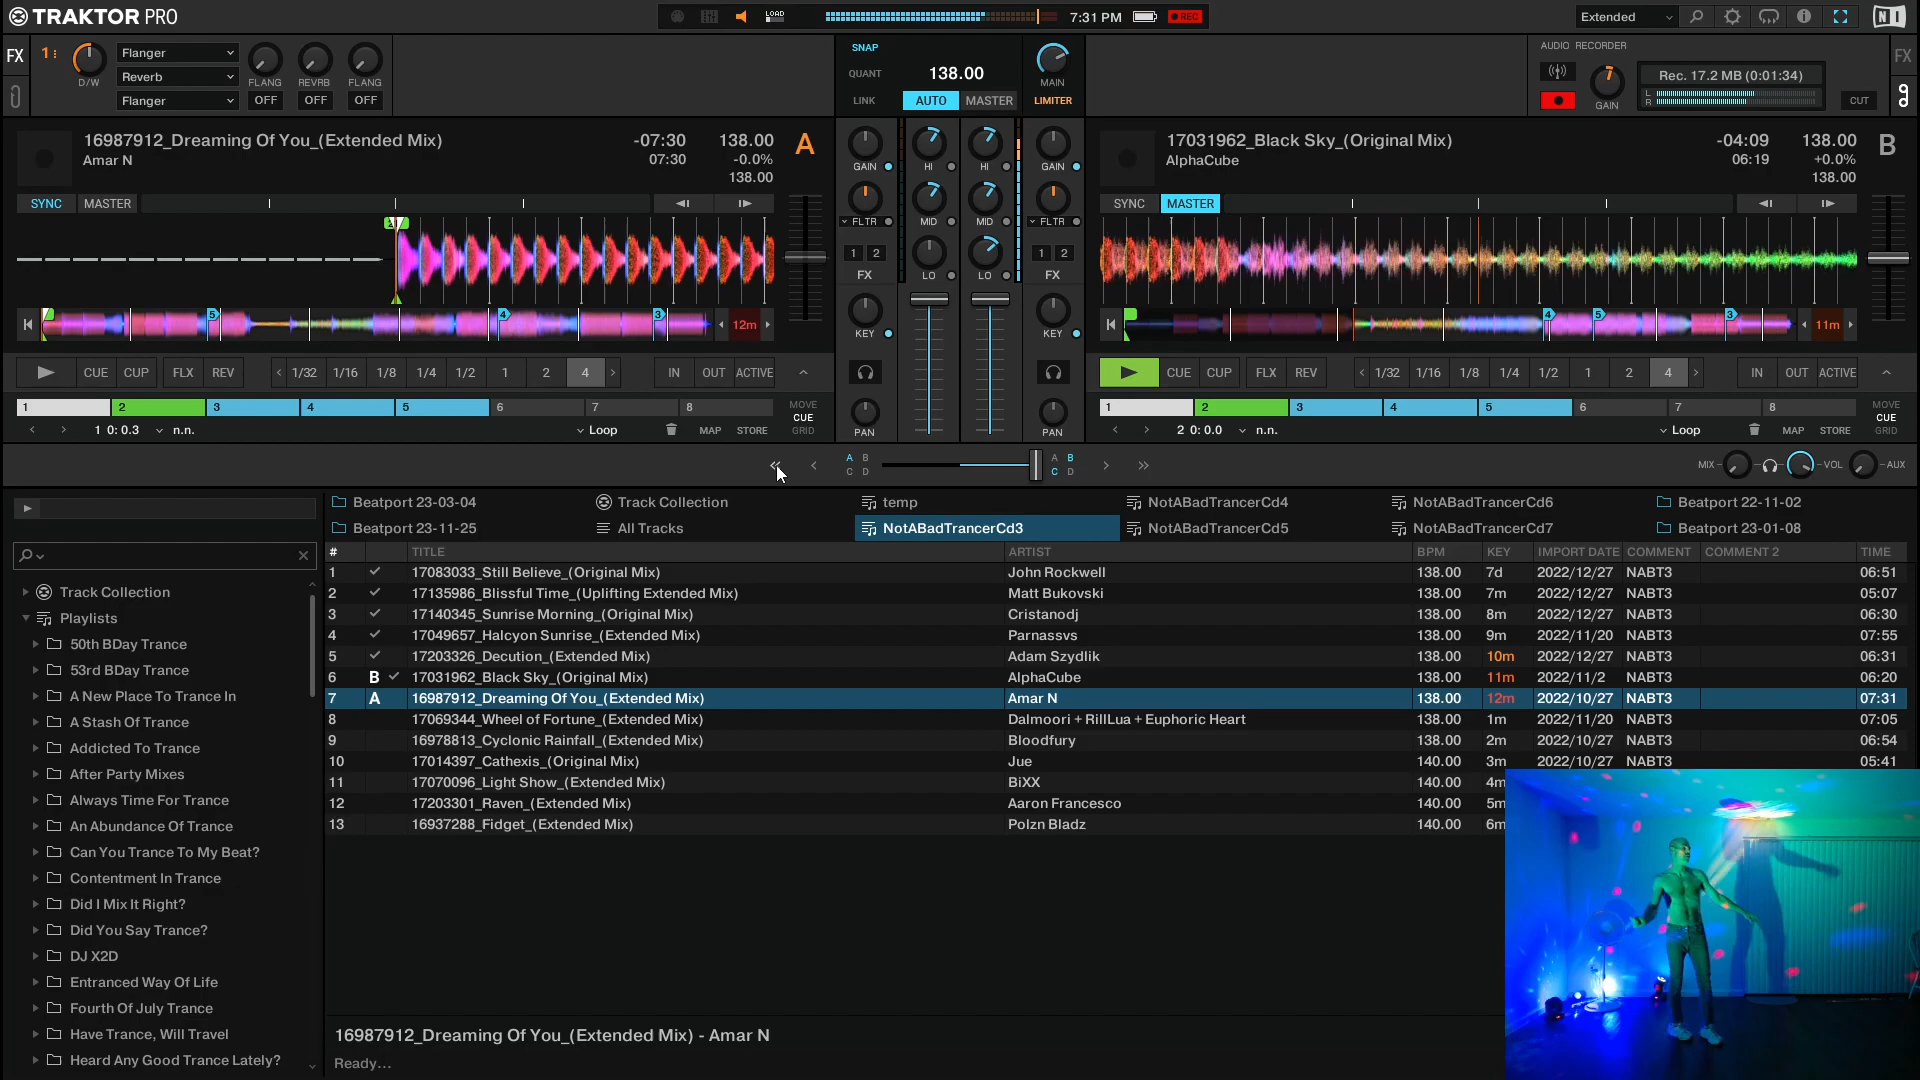 TRAKTOR PRO
LOAD
7:31 PM
REC
Extended
FX
1
D/W
Flanger
Reverb
Flanger
FLANG
REVRB
FLANG
OFF
OFF
OFF
SNAP
QUANT
LINK
138.00
AUTO
MASTER
MAIN
LIMITER
AUDIO RECORDER
GAIN
Rec. 17.2 MB (0:01:34)
L
R
CUT
FX
16987912_Dreaming Of You_(Extended Mix)
Amar N
-07:30
07:30
138.00
-0.0%
138.00
A
SYNC
MASTER
5
4
3
12m
CUE
CUP
FLX
REV
1/32
1/16
1/8
1/4
1/2
1
2
4
IN
OUT
ACTIVE
1
2
3
4
5
6
7
8
MOVE
CUE
GRID
1 0: 0.3
n.n.
Loop
MAP
STORE
GAIN
HI
HI
GAIN
FLTR
MID
MID
FLTR
1
2
FX
LO
LO
1
2
FX
KEY
KEY
PAN
PAN
17031962_Black Sky_(Original Mix)
AlphaCube
-04:09
06:19
138.00
+0.0%
138.00
B
SYNC
MASTER
4
5
3
11m
CUE
CUP
FLX
REV
1/32
1/16
1/8
1/4
1/2
1
2
4
IN
OUT
ACTIVE
1
2
3
4
5
6
7
8
MOVE
CUE
GRID
2 0: 0.0
n.n.
Loop
MAP
STORE
A B
C D
A B
C D
MIX
VOL
AUX
Beatport 23-03-04
Track Collection
temp
NotABadTrancerCd4
NotABadTrancerCd6
Beatport 22-11-02
Beatport 23-11-25
All Tracks
NotABadTrancerCd3
NotABadTrancerCd5
NotABadTrancerCd7
Beatport 23-01-08
Track Collection
Playlists
50th BDay Trance
53rd BDay Trance
A New Place To Trance In
A Stash Of Trance
Addicted To Trance
After Party Mixes
Always Time For Trance
An Abundance Of Trance
Can You Trance To My Beat?
Contentment In Trance
Did I Mix It Right?
Did You Say Trance?
DJ X2D
Entranced Way Of Life
Fourth Of July Trance
Have Trance, Will Travel
Heard Any Good Trance Lately?
# TITLE ARTIST BPM KEY IMPORT DATE COMMENT COMMENT 2 TIME
1 17083033_Still Believe_(Original Mix) John Rockwell 138.00 7d 2022/12/27 NABT3 06:51
2 17135986_Blissful Time_(Uplifting Extended Mix) Matt Bukovski 138.00 7m 2022/12/27 NABT3 05:07
3 17140345_Sunrise Morning_(Original Mix) Cristanodj 138.00 8m 2022/12/27 NABT3 06:30
4 17049657_Halcyon Sunrise_(Extended Mix) Parnassvs 138.00 9m 2022/11/20 NABT3 07:55
5 17203326_Decution_(Extended Mix) Adam Szydlik 138.00 10m 2022/12/27 NABT3 06:31
6 B 17031962_Black Sky_(Original Mix) AlphaCube 138.00 11m 2022/11/2 NABT3 06:20
7 A 16987912_Dreaming Of You_(Extended Mix) Amar N 138.00 12m 2022/10/27 NABT3 07:31
8 17069344_Wheel of Fortune_(Extended Mix) Dalmoori + RillLua + Euphoric Heart 138.00 1m 2022/11/20 NABT3 07:05
9 16978813_Cyclonic Rainfall_(Extended Mix) Bloodfury 138.00 2m 2022/10/27 NABT3 06:54
10 17014397_Cathexis_(Original Mix) Jue 140.00 3m 2022/10/27 NABT3 05:41
11 17070096_Light Show_(Extended Mix) BiXX 140.00 4m
12 17203301_Raven_(Extended Mix) Aaron Francesco 140.00 5m
13 16937288_Fidget_(Extended Mix) Polzn Bladz 140.00 6m
16987912_Dreaming Of You_(Extended Mix) - Amar N
Ready...